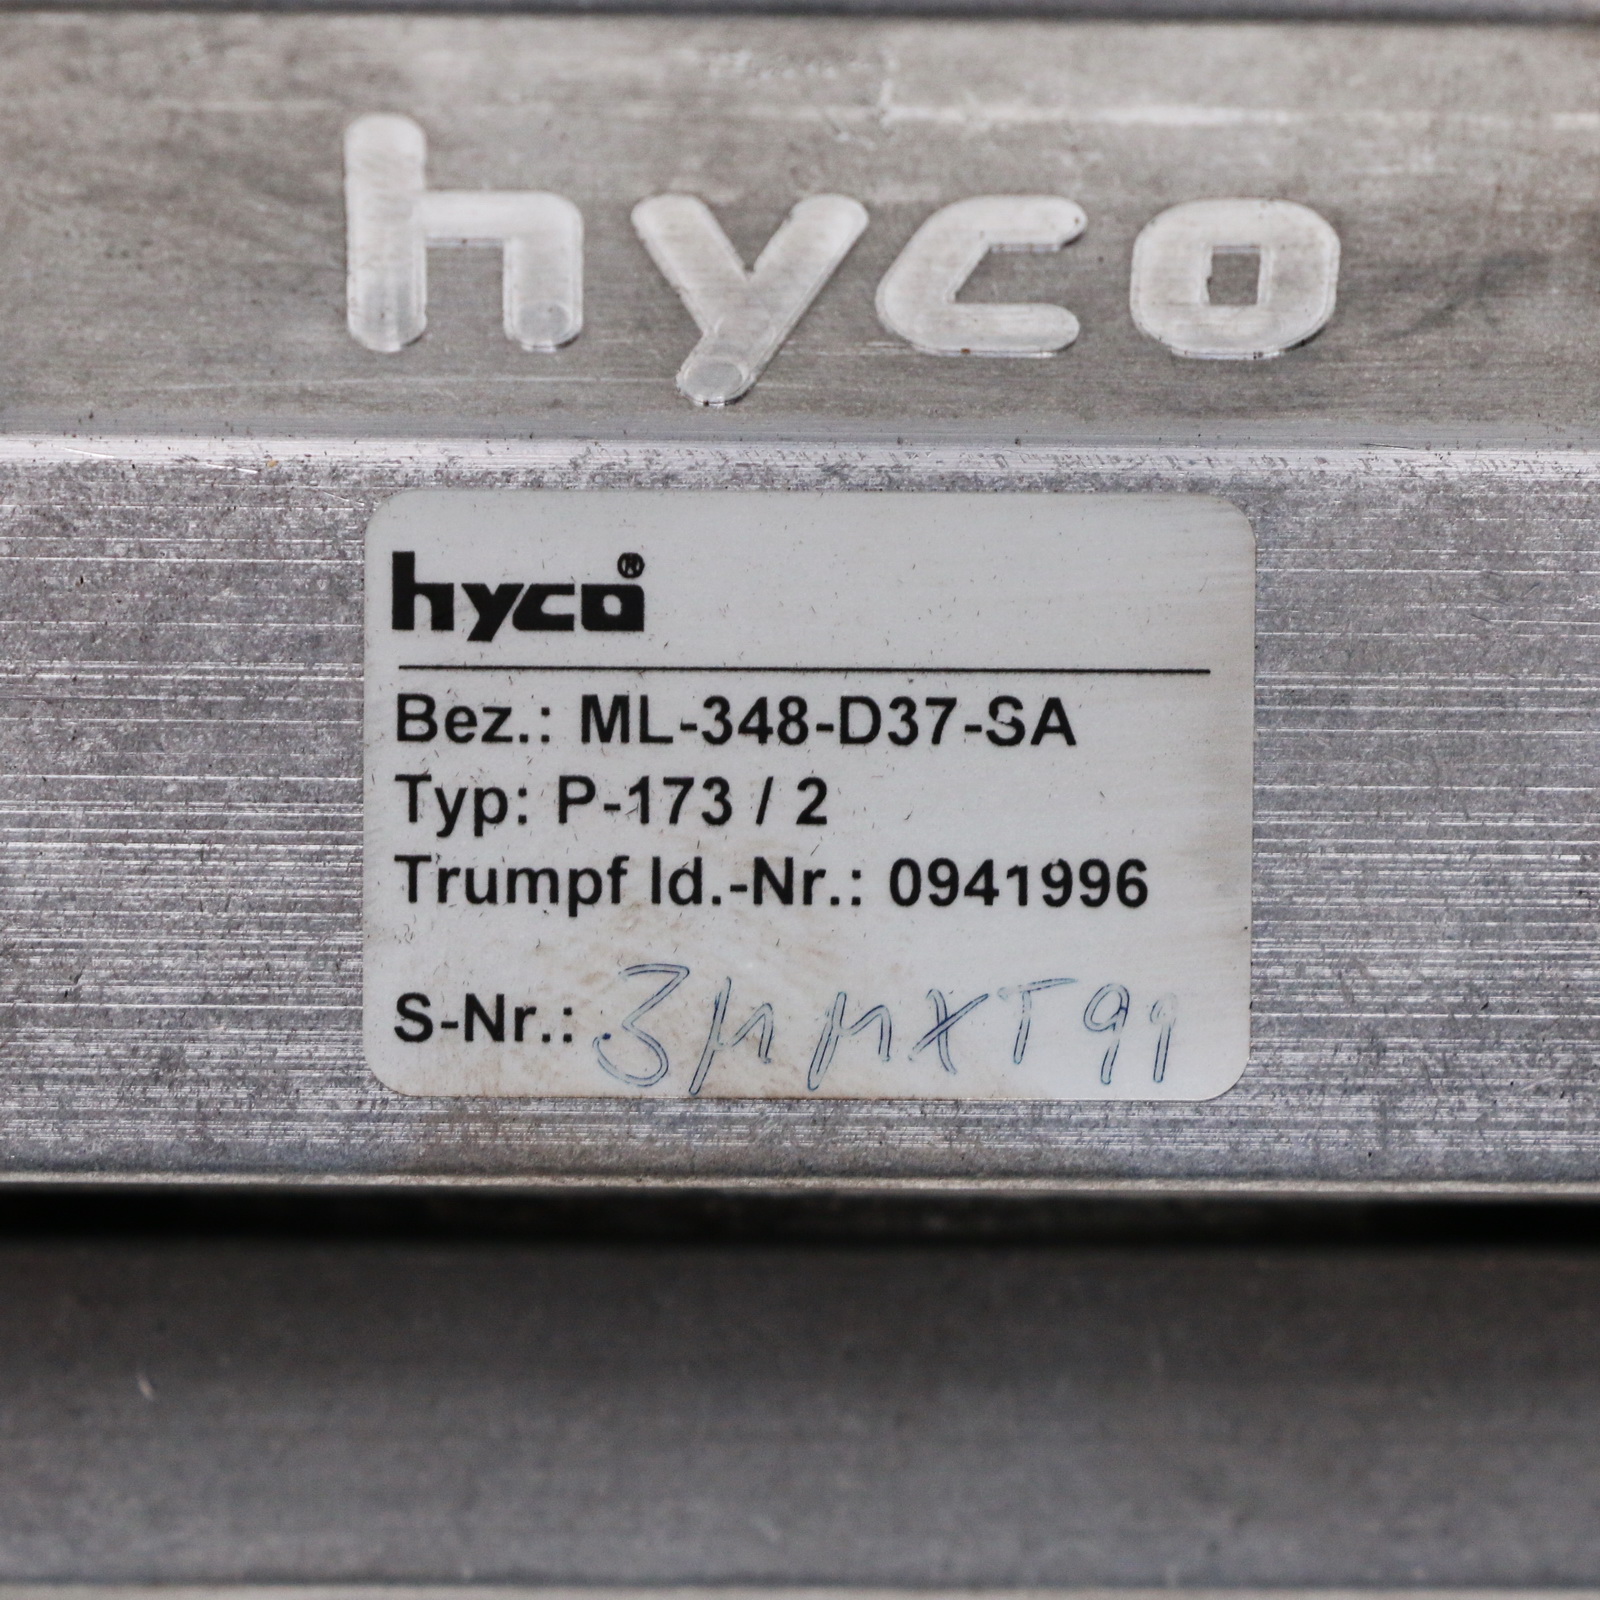 hyco
hyco®
Bez.: ML-348-D37-SA
Typ: P-173 / 2
Trumpf Id.-Nr.: 0941996
S-Nr.: